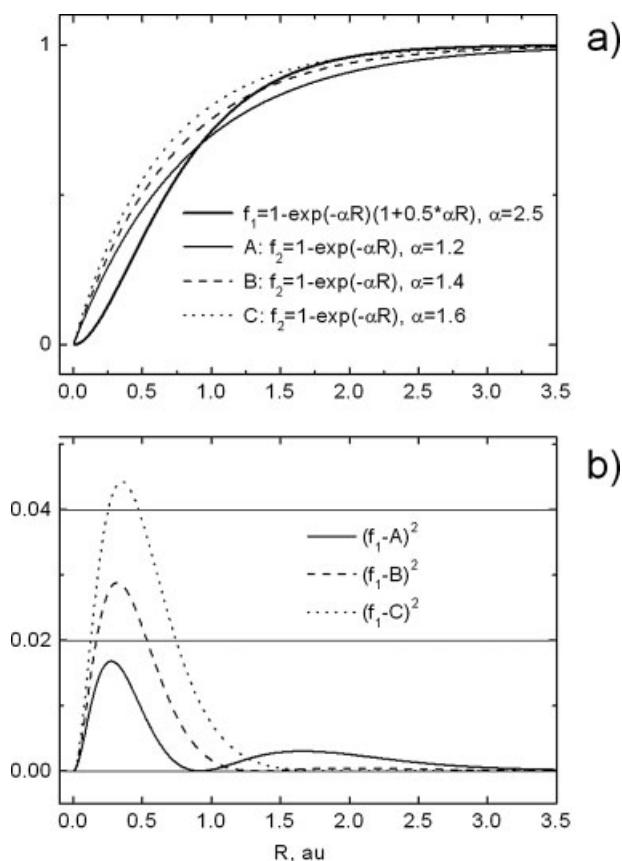 a)
1
f₁=1-exp(-αR)(1+0.5*αR), α=2.5
A: f₂=1-exp(-αR), α=1.2
B: f₂=1-exp(-αR), α=1.4
C: f₂=1-exp(-αR), α=1.6
0
0.0 0.5 1.0 1.5 2.0 2.5 3.0 3.5
b)
0.04
(f₁-A)²
(f₁-B)²
(f₁-C)²
0.02
0.00
0.0 0.5 1.0 1.5 2.0 2.5 3.0 3.5
R, au